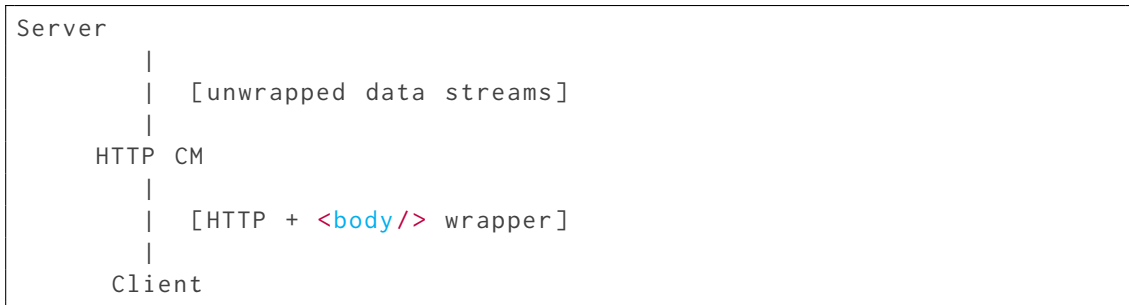 Server
         |
         |  [unwrapped data streams]
         |
     HTTP CM
         |
         |  [HTTP + <body/> wrapper]
         |
      Client